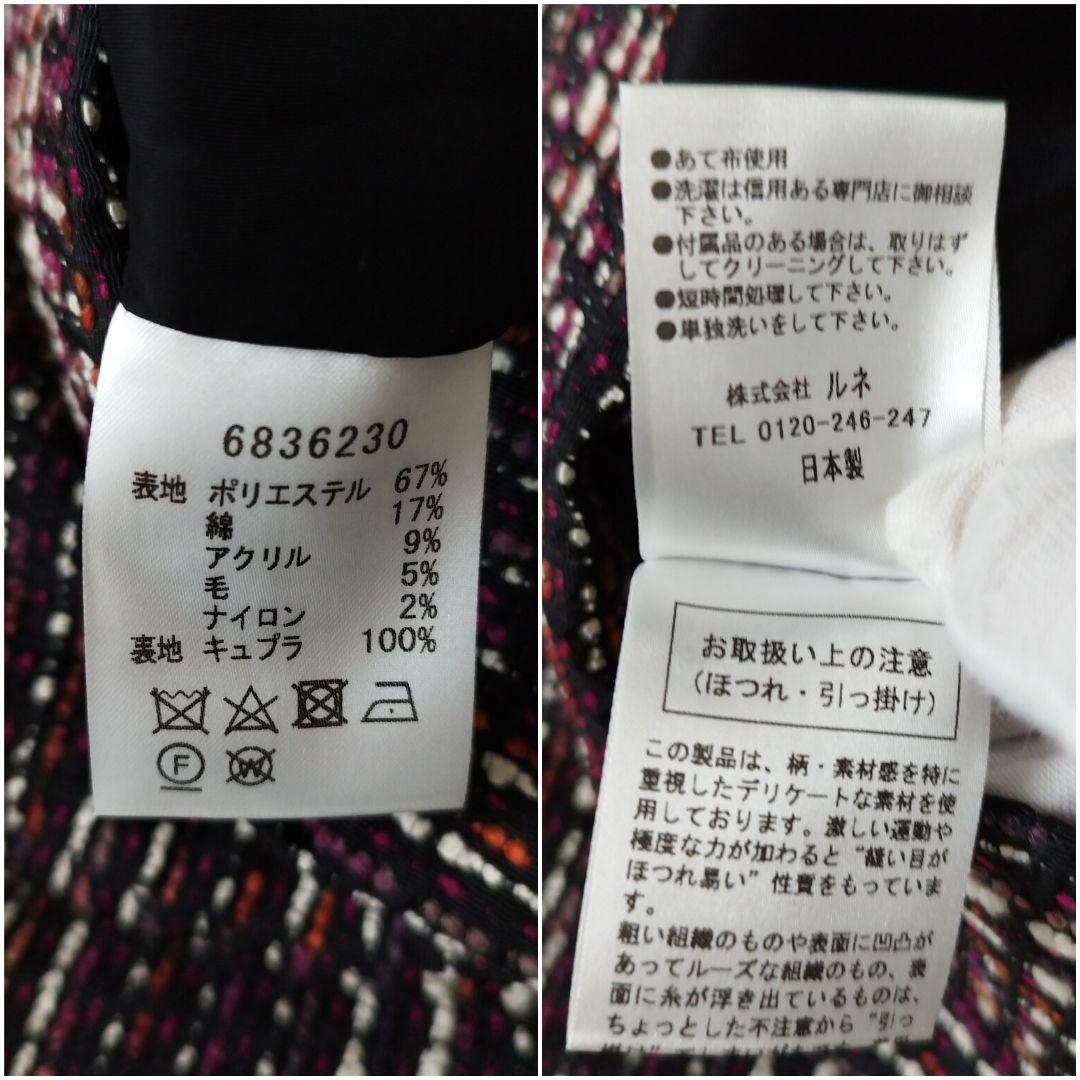 6836230
表地 ポリエステル 67%
綿 17%
アクリル 9%
毛 5%
ナイロン 2%
裏地 キュプラ 100%
F
W
●あて布使用
●洗濯は信用ある専門店に御相談
下さい。
●付属品のある場合は、取りはず
してクリーニングして下さい。
●短時間処理して下さい。
●単独洗いをして下さい。
株式会社 ルネ
TEL 0120-246-247
日本製
お取扱い上の注意
(ほつれ・引っ掛け)
この製品は、柄・素材感を特に
重視したデリケートな素材を使
用しております。激しい運動や
極度な力が加わると“縫い目が
ほつれ易い”性質をもっていま
す。
粗い組織のものや表面に凹凸が
あってルーズな組織のもの、表
面に糸が浮き出ているものは、
ちょっとした不注意から“引っ